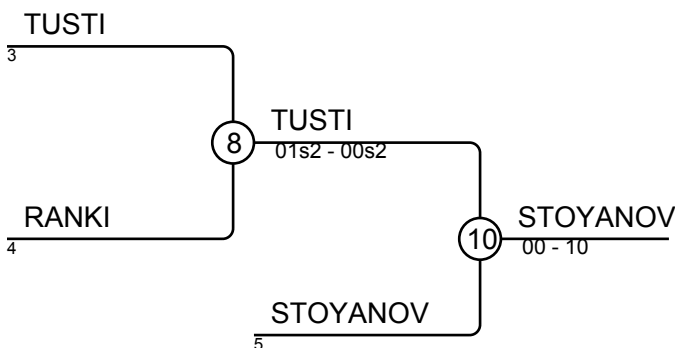 TUSTI
3
8
TUSTI
01s2 - 00s2
RANKI
4
10
STOYANOV
00 - 10
STOYANOV
5